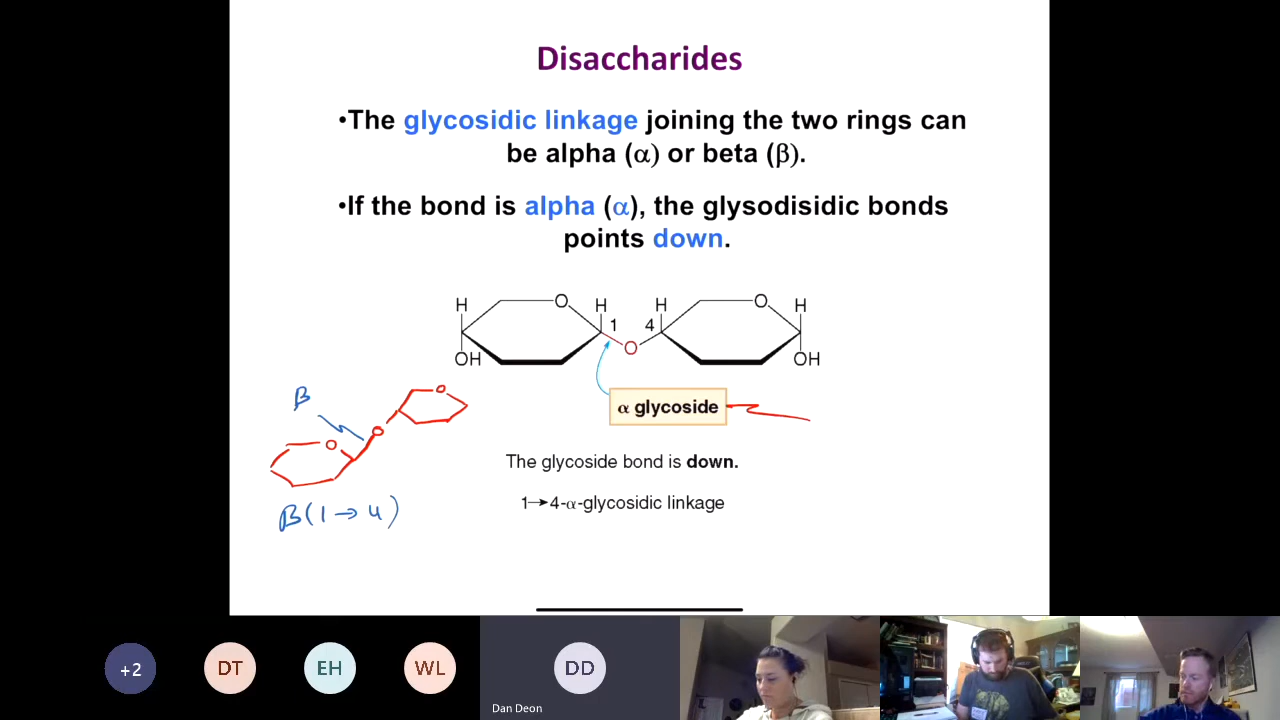 Disaccharides
•The glycosidic linkage joining the two rings can
be alpha (α) or beta (β).
•If the bond is alpha (α), the glysodisidic bonds
points down.
H O H H O H
1 4
OH O OH
α glycoside
The glycoside bond is down.
1→4-α-glycosidic linkage
β
O
O
O
β(1→4)
+2 DT EH WL DD
Dan Deon